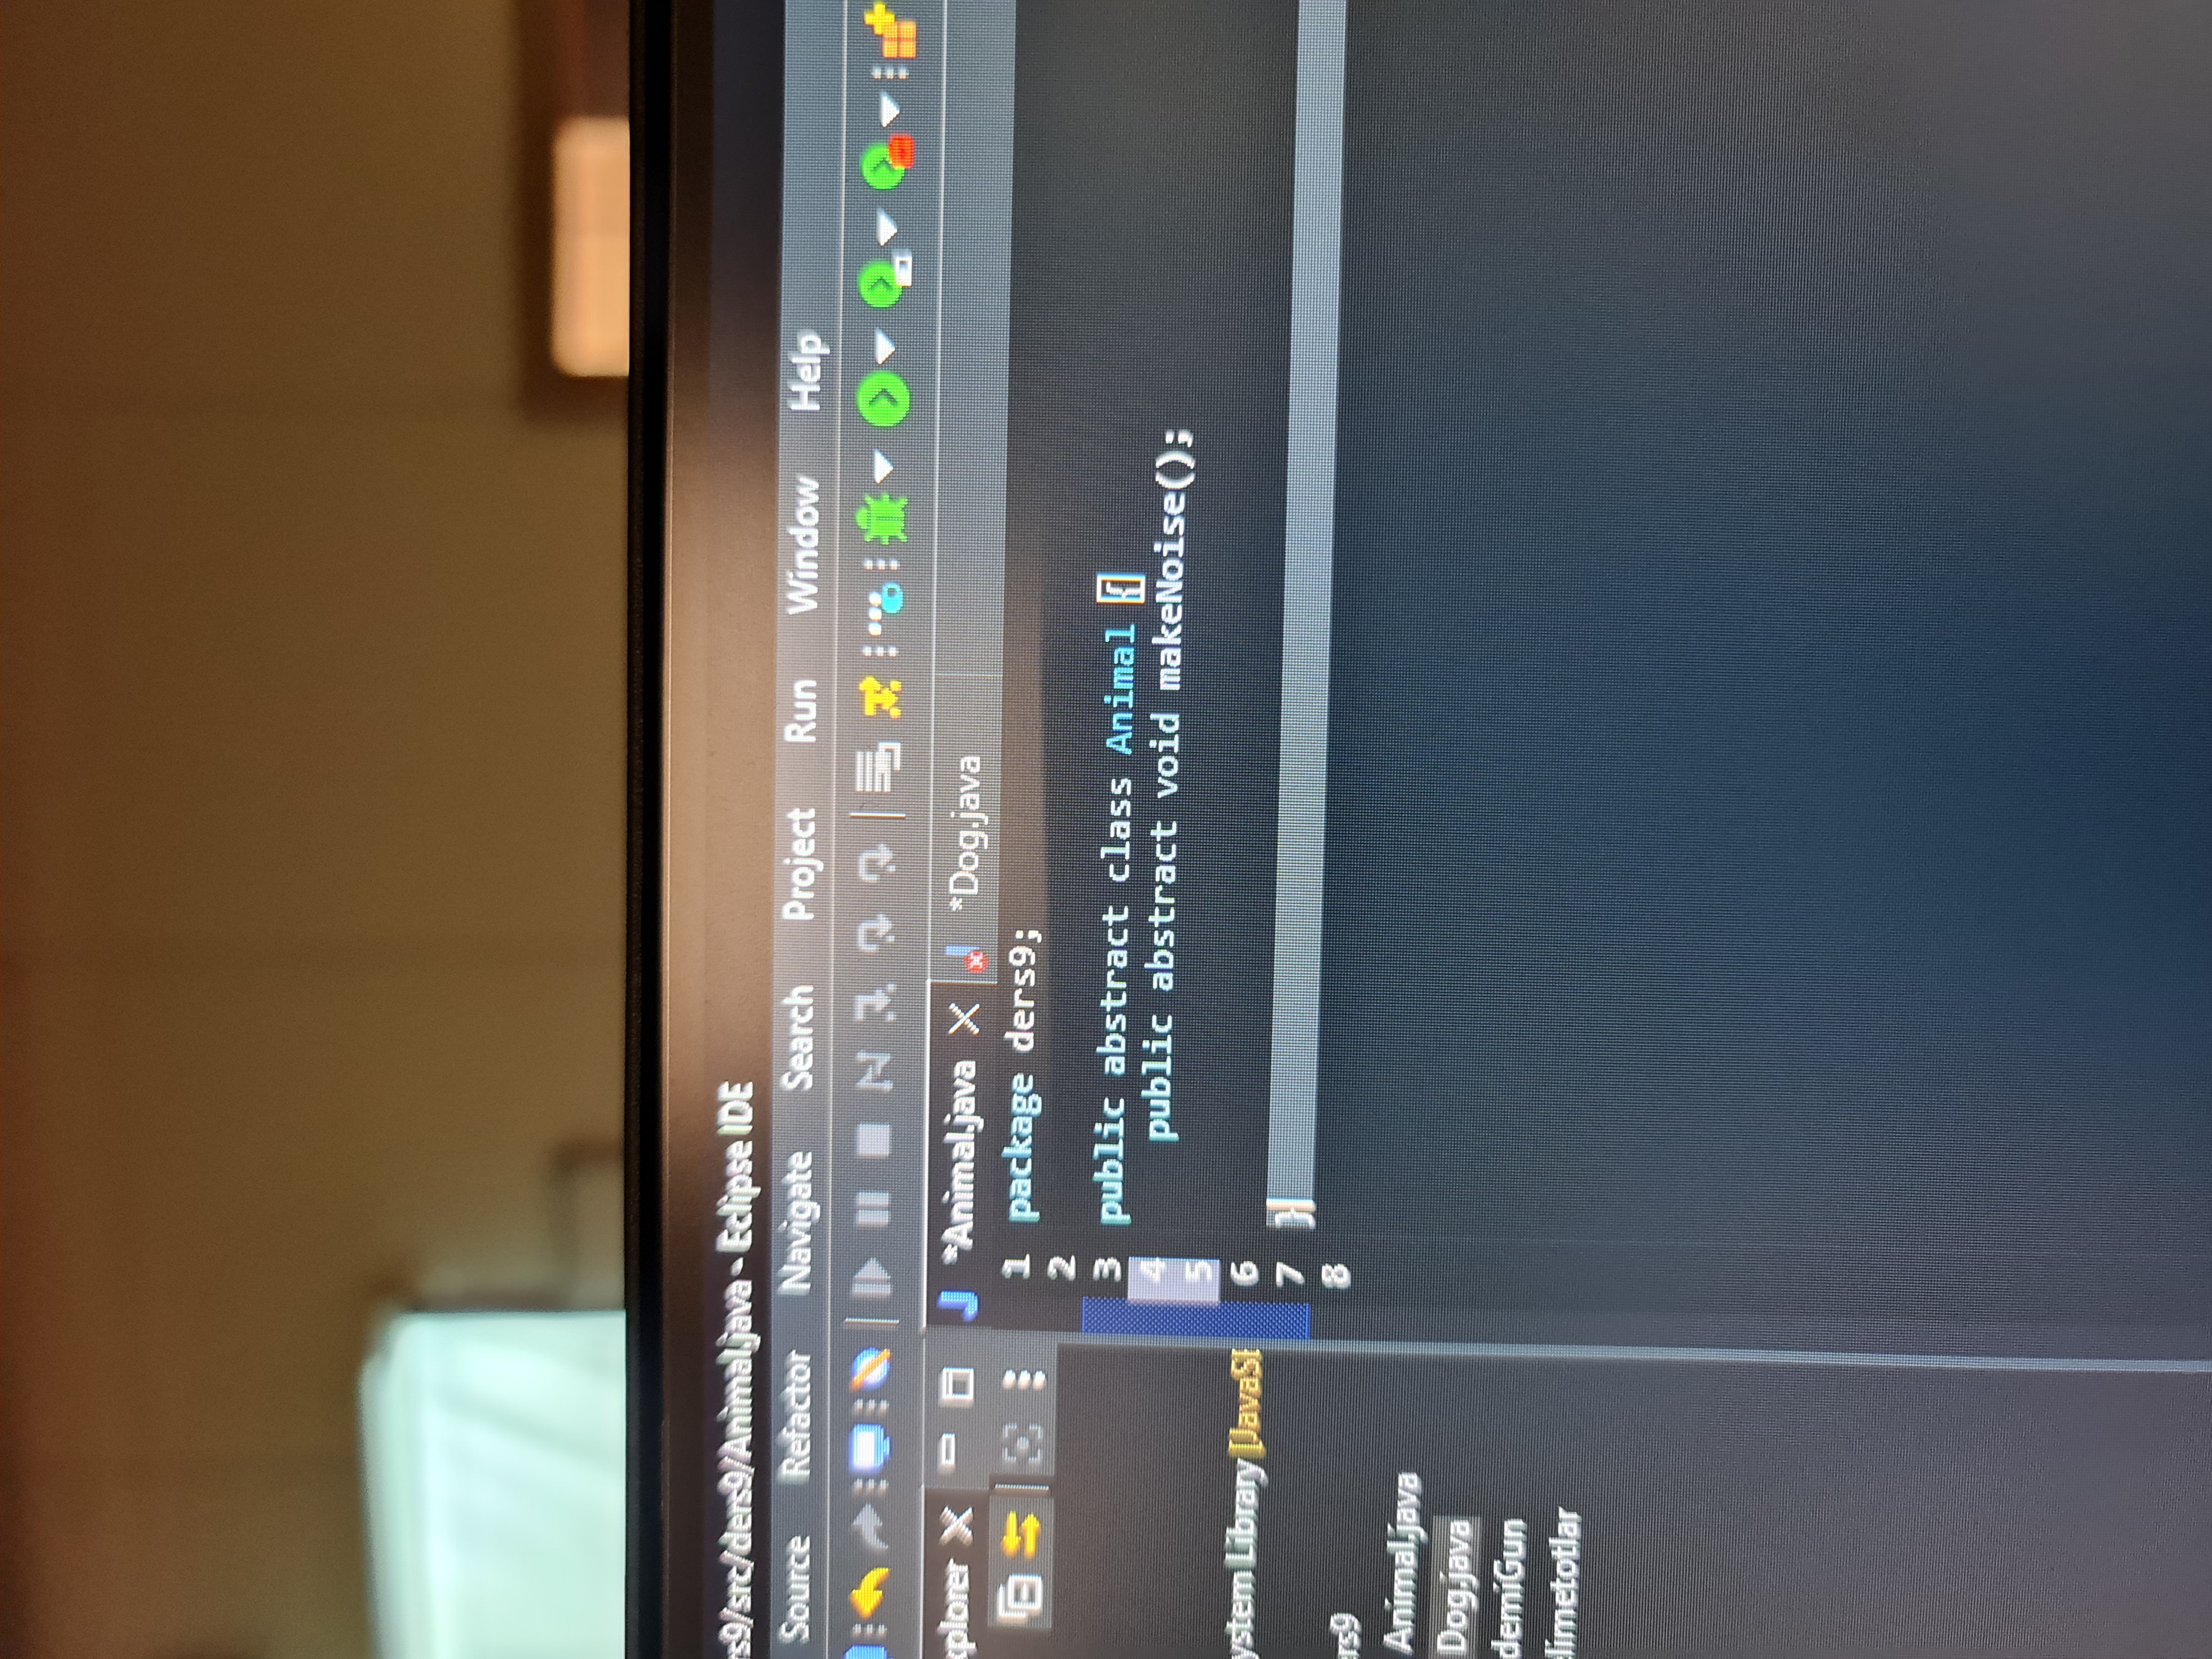 rs9/src/ders9/Animal.java - Eclipse IDE
Source Refactor Navigate Search Project Run Window Help
xplorer *Animal.java *Dog.java
1 package ders9;
2
3 public abstract class Animal {
4 public abstract void makeNoise();
5
6
7 }
8
ystem Library [JavaSE
rs9
Animal.java
Dog.java
demiGun
limetotlar